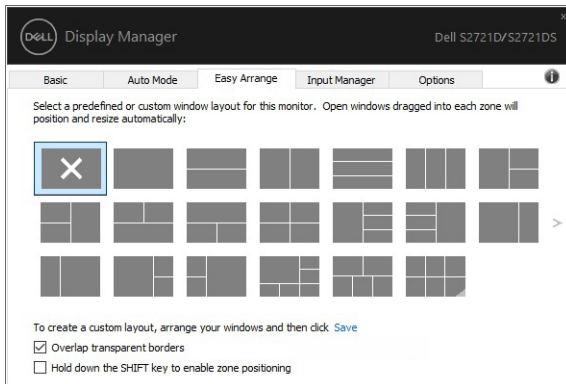 DELL Display Manager Dell S2721D/S2721DS
Basic Auto Mode Easy Arrange Input Manager Options
Select a predefined or custom window layout for this monitor. Open windows dragged into each zone will
position and resize automatically:
To create a custom layout, arrange your windows and then click Save
Overlap transparent borders
Hold down the SHIFT key to enable zone positioning